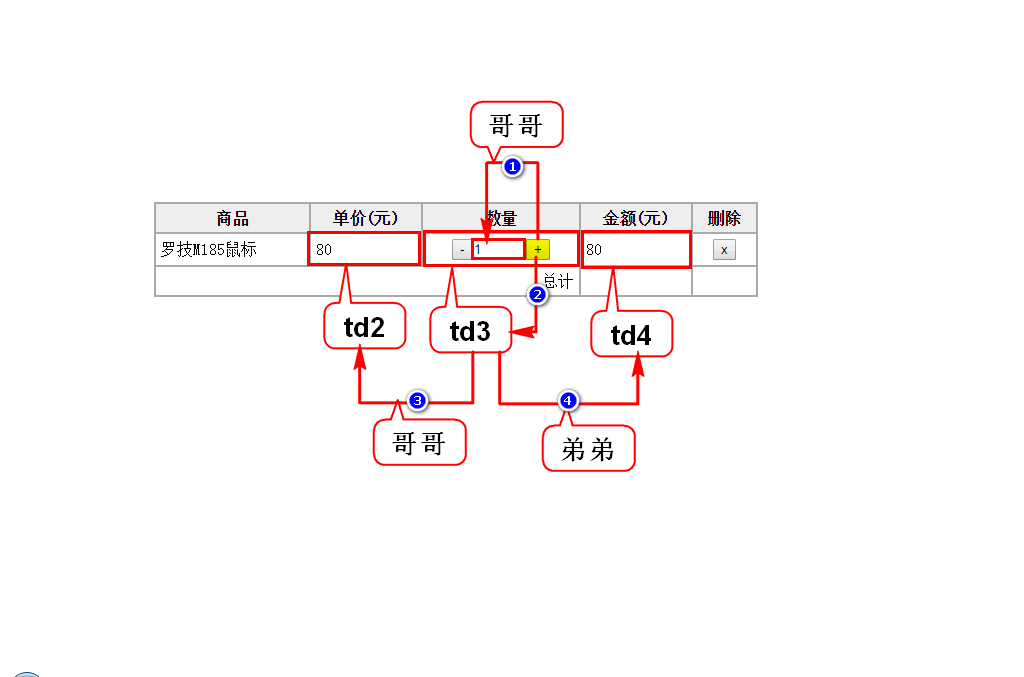 哥哥
1
商品 单价(元) 数量 金额(元) 删除
罗技M185鼠标 80 - 1 + 80 x
总计
2
td2 td3 td4
3 4
哥哥 弟弟